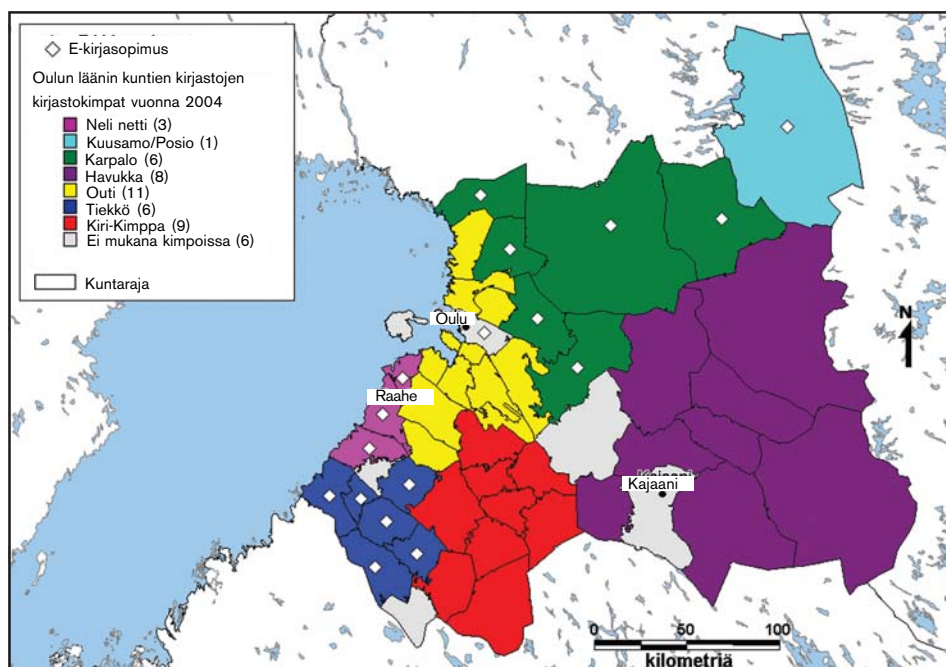 E-kirjasopimus
Oulun läänin kuntien kirjastojen
kirjastokimpat vuonna 2004
Neli netti (3)
Kuusamo/Posio (1)
Karpalo (6)
Havukka (8)
Outi (11)
Tiekkö (6)
Kiri-Kimppa (9)
Ei mukana kimpoissa (6)
Kuntaraja
Oulu
Raahe
Kajaani
N
0 50 100
kilometriä